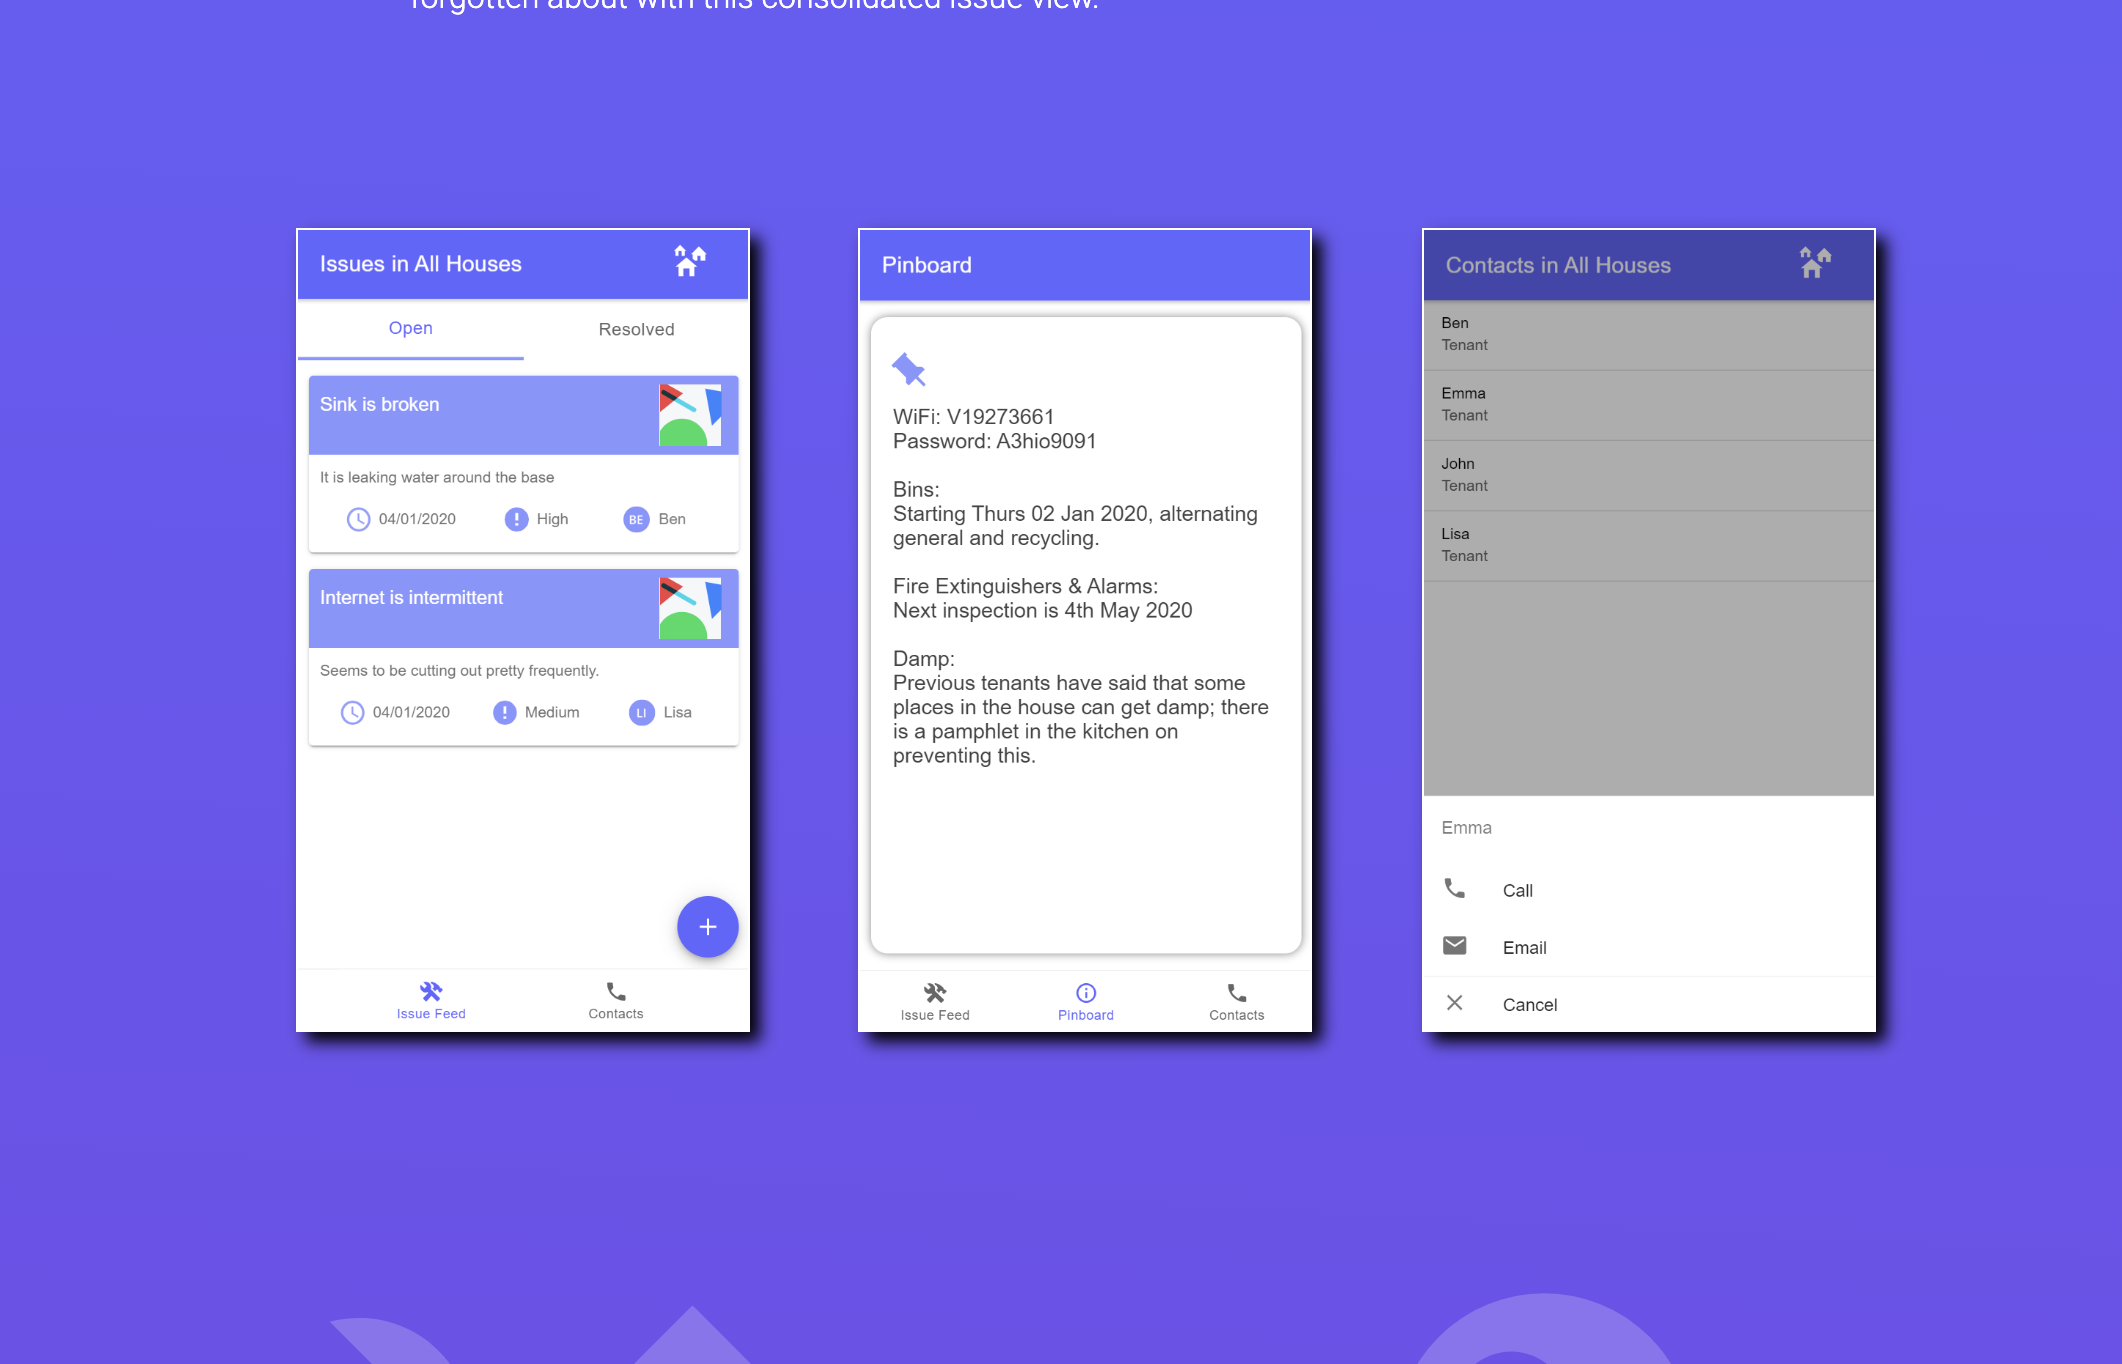 forgotten about with this consolidated issue view.
Issues in All Houses
Open
Resolved
Sink is broken
It is leaking water around the base
04/01/2020
High
BE
Ben
Internet is intermittent
Seems to be cutting out pretty frequently.
04/01/2020
Medium
LI
Lisa
Issue Feed
Contacts
Pinboard
WiFi: V19273661
Password: A3hio9091
Bins:
Starting Thurs 02 Jan 2020, alternating
general and recycling.
Fire Extinguishers & Alarms:
Next inspection is 4th May 2020
Damp:
Previous tenants have said that some
places in the house can get damp; there
is a pamphlet in the kitchen on
preventing this.
Issue Feed
Pinboard
Contacts
Contacts in All Houses
Ben
Tenant
Emma
Tenant
John
Tenant
Lisa
Tenant
Emma
Call
Email
Cancel